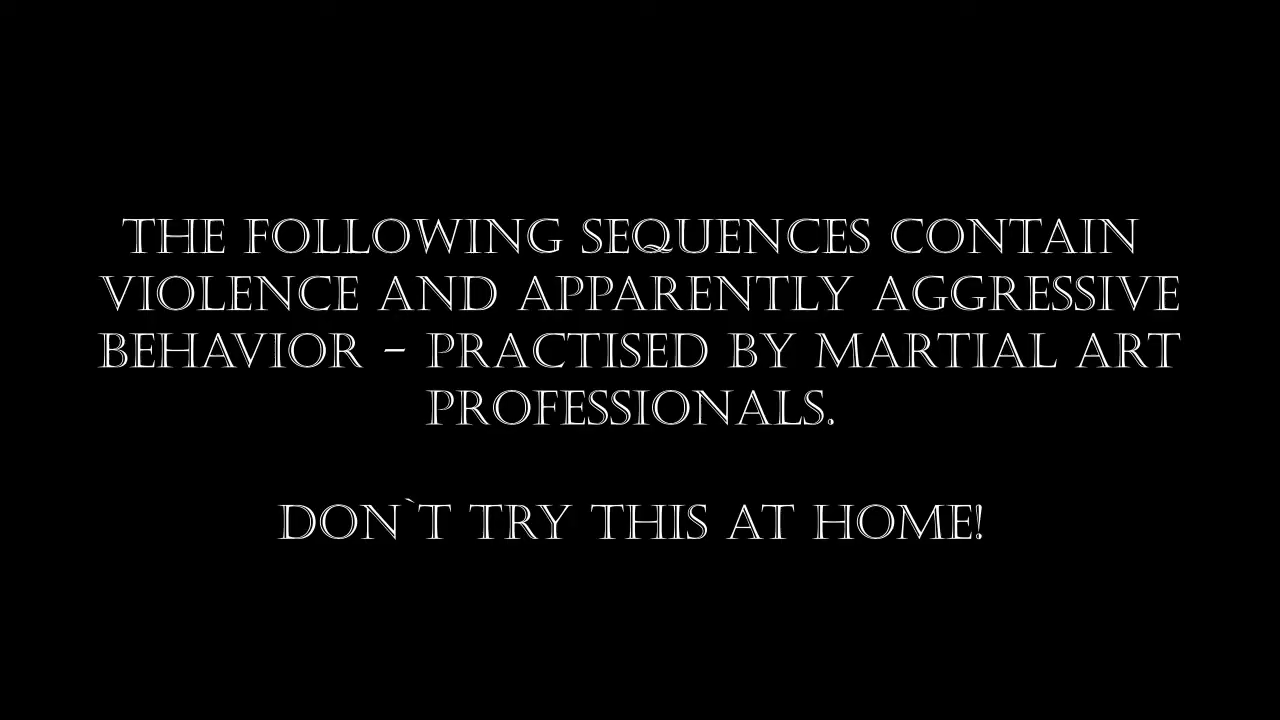 THE FOLLOWING SEQUENCES CONTAIN
VIOLENCE AND APPARENTLY AGGRESSIVE
BEHAVIOR - PRACTISED BY MARTIAL ART
PROFESSIONALS.
DON`T TRY THIS AT HOME!